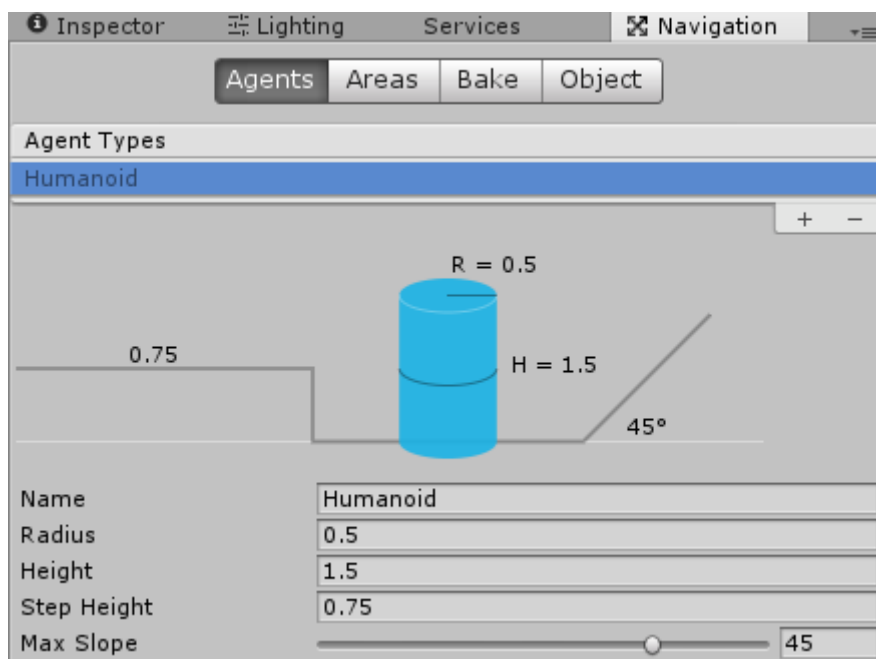 Inspector Lighting Services Navigation
Agents Areas Bake Object
Agent Types
Humanoid
+ −
R = 0.5
0.75
H = 1.5
45°
Name Humanoid
Radius 0.5
Height 1.5
Step Height 0.75
Max Slope 45